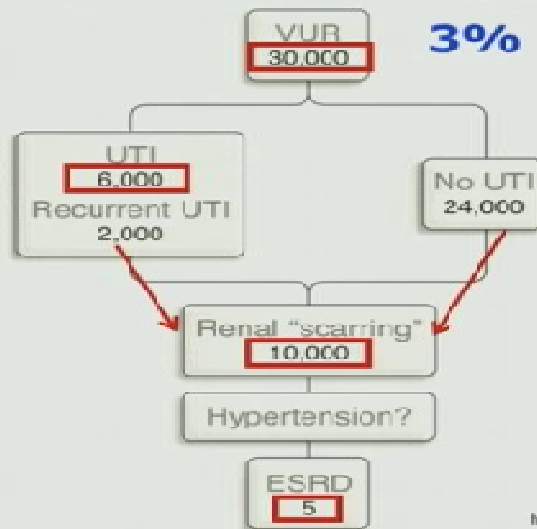 VUR
30,000
3%
UTI
6,000
Recurrent UTI
2,000
No UTI
24,000
Renal "scarring"
10,000
Hypertension?
ESRD
5